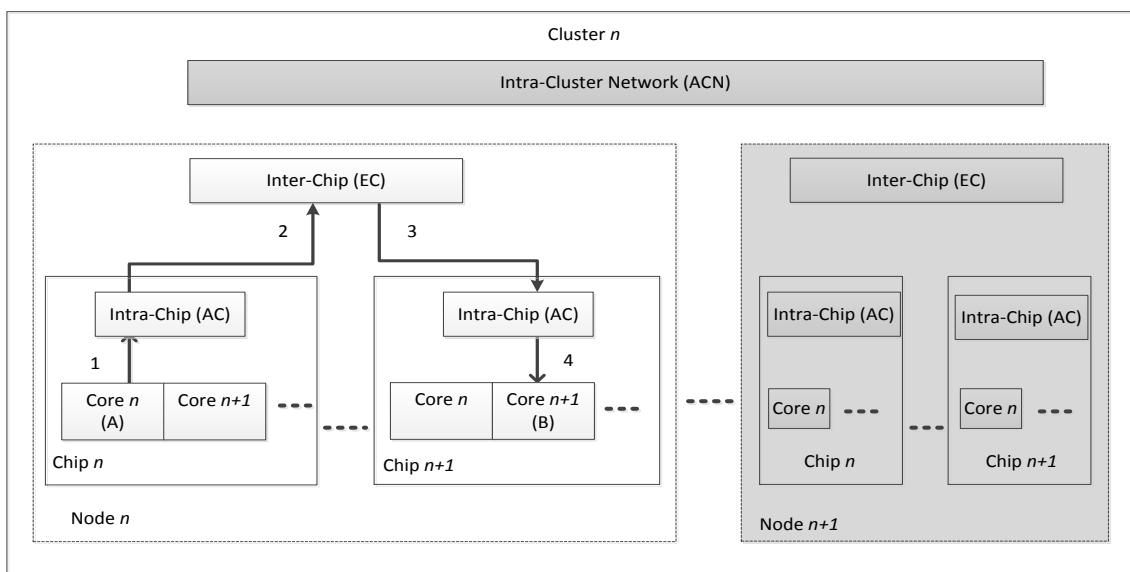 Cluster n
Intra-Cluster Network (ACN)
Inter-Chip (EC)
Inter-Chip (EC)
2
3
Intra-Chip (AC)
Intra-Chip (AC)
Intra-Chip (AC)
Intra-Chip (AC)
1
4
Core n
(A)
Core n+1
Core n
Core n+1
(B)
Core n
Core n
Chip n
Chip n+1
Chip n
Chip n+1
Node n
Node n+1